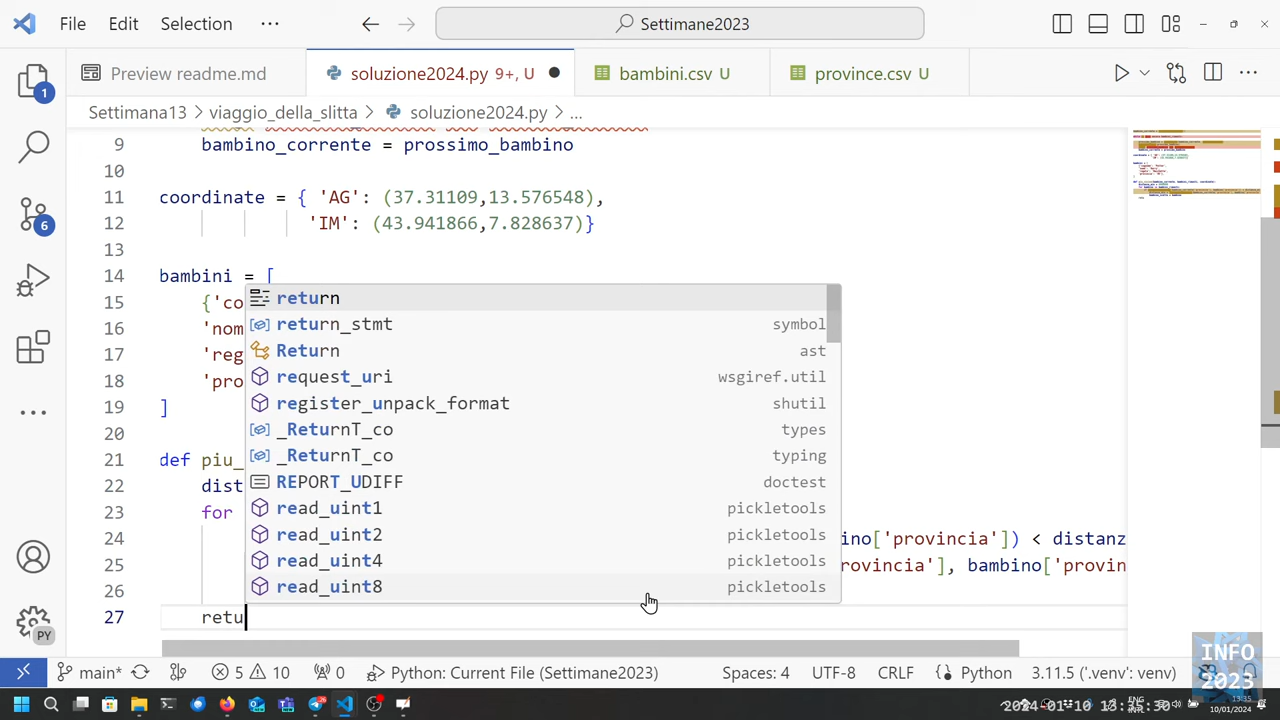 File Edit Selection ··· Settimane2023
Preview readme.md soluzione2024.py 9+, U bambini.csv U province.csv U
Settimana13 > viaggio_della_slitta > soluzione2024.py > ...
9 bambino_corrente = prossimo_bambino
10
11 coordinate = { 'AG': (37.31109,13.576548),
12 'IM': (43.941866,7.828637)}
13
14 bambini = [
15 {'co
16 'nom
17 'reg
18 'pro
19 ]
20
21 def piu_
22 dist
23 for
24 ino['provincia']) < distanz
25 rovincia'], bambino['provin
26
27 retu
return
return_stmt symbol
Return ast
request_uri wsgiref.util
register_unpack_format shutil
_ReturnT_co types
_ReturnT_co typing
REPORT_UDIFF doctest
read_uint1 pickletools
read_uint2 pickletools
read_uint4 pickletools
read_uint8 pickletools
1
6
PY
main* 5 10 0 Python: Current File (Settimane2023) Spaces: 4 UTF-8 CRLF Python 3.11.5 ('.venv': venv)
INFO
2023
ENG
13:35
10/01/2024